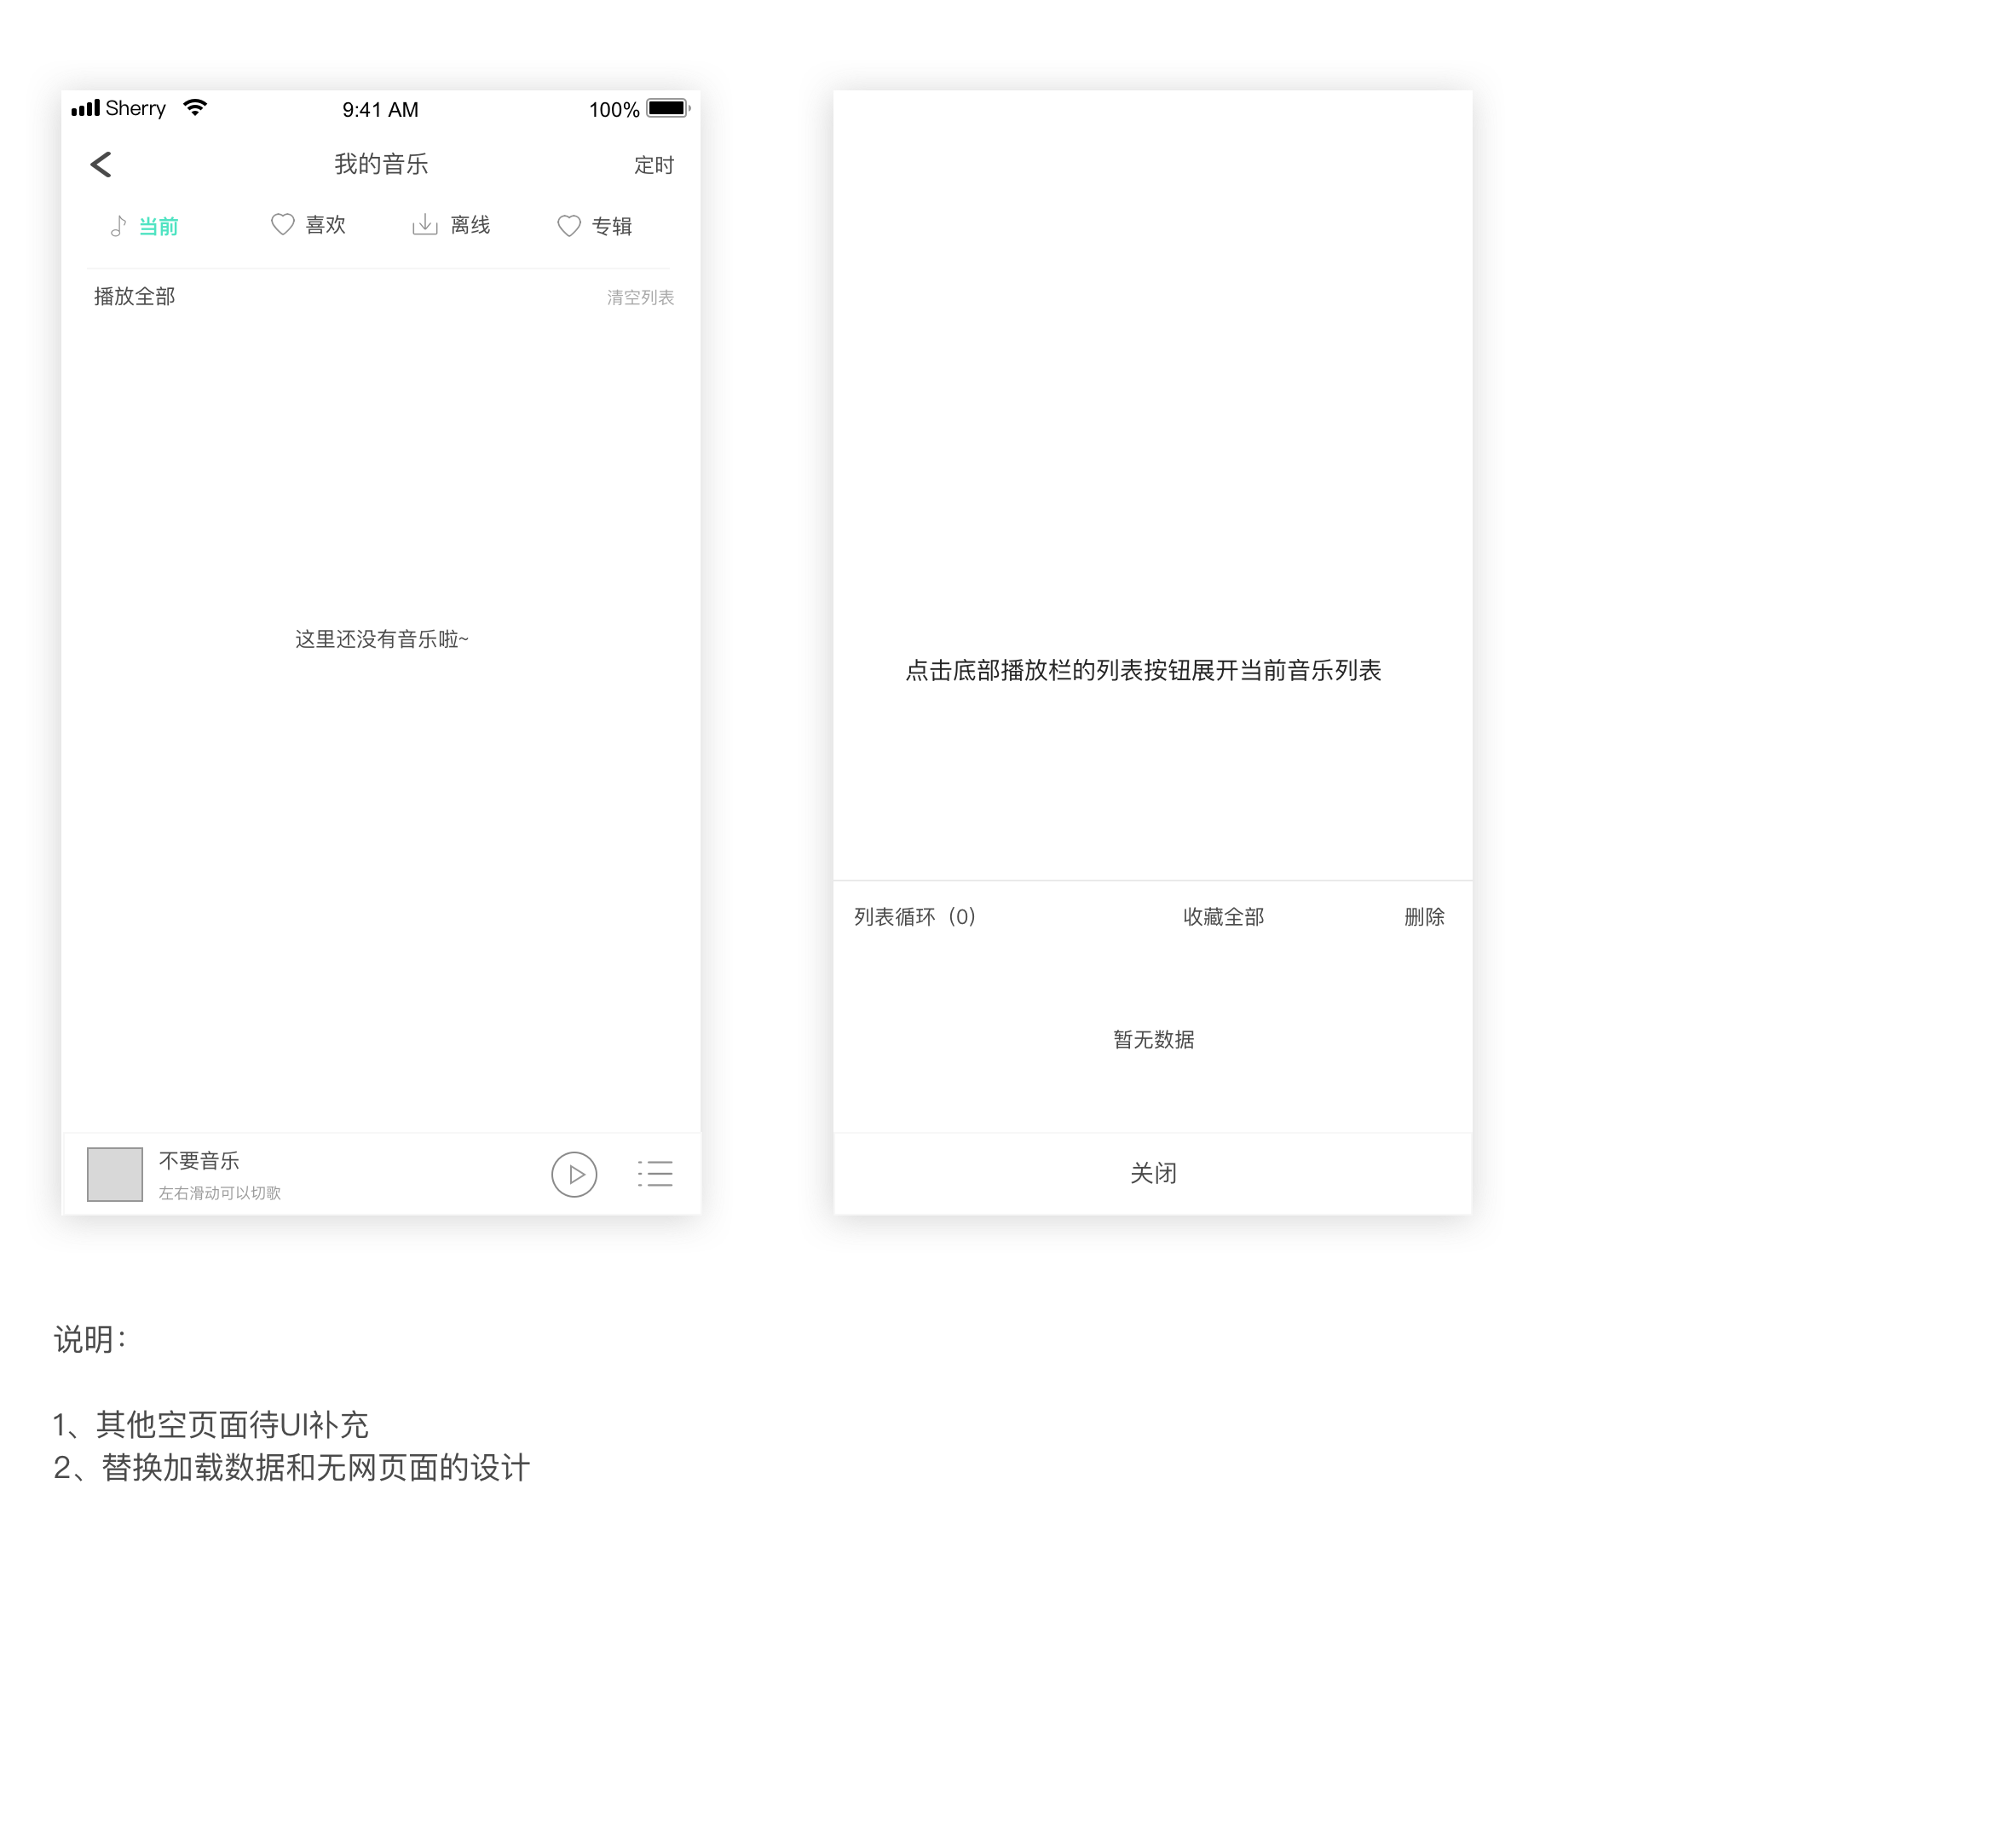 Sherry 9:41 AM 100%
我的音乐 定时
当前 喜欢 离线 专辑
播放全部 清空列表
这里还没有音乐啦~
不要音乐
左右滑动可以切歌
点击底部播放栏的列表按钮展开当前音乐列表
列表循环（0） 收藏全部 删除
暂无数据
关闭
说明：
1、其他空页面待UI补充
2、替换加载数据和无网页面的设计